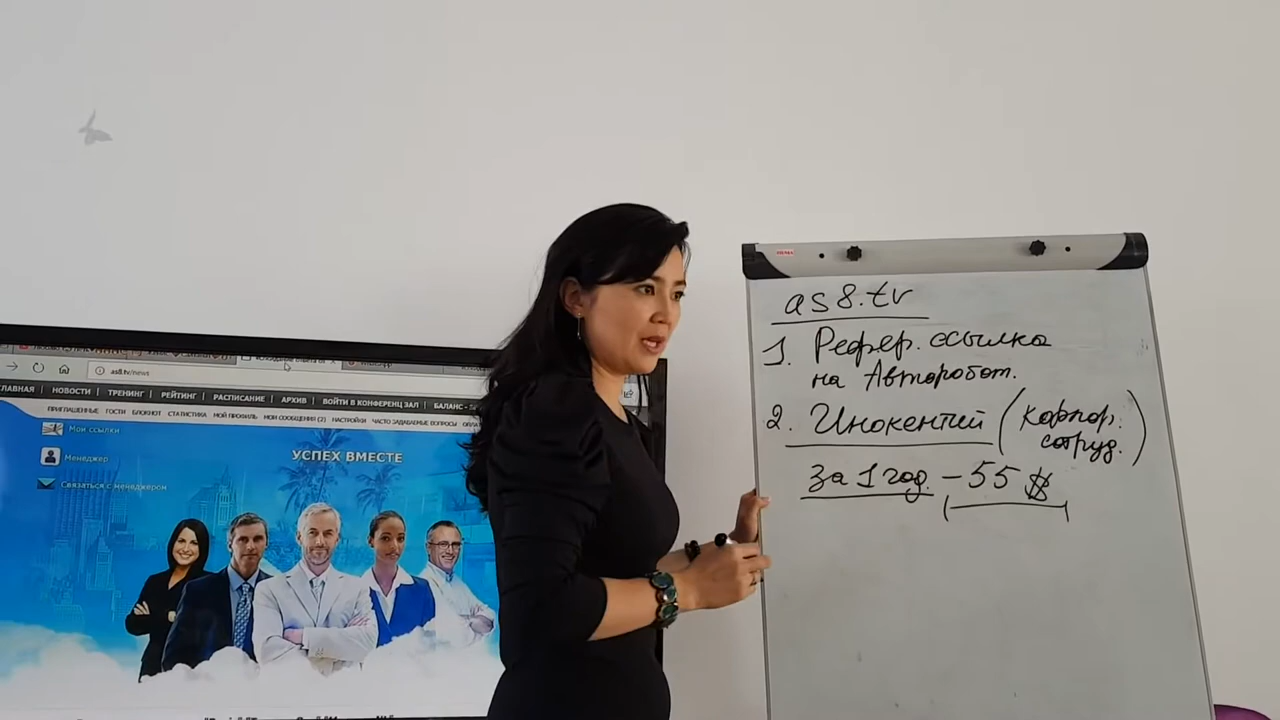 as8.tv/news
ГЛАВНАЯ | НОВОСТИ | ТРЕНИНГ | РЕЙТИНГ | РАСПИСАНИЕ | АРХИВ | ВОЙТИ В КОНФЕРЕНЦ ЗАЛ | БАЛАНС -
ПРИГЛАШЕННЫЕ ГОСТИ БЛОКНОТ СТАТИСТИКА МОЙ ПРОФИЛЬ МОИ СООБЩЕНИЯ (2) НАСТРОЙКИ ЧАСТО ЗАДАВАЕМЫЕ ВОПРОСЫ
Мои ссылки
Менеджер
Связаться с менеджером
УСПЕХ ВМЕСТЕ
as8.tv
1. Рефер. ссылка
на Авторобот.
2. Инокентий (Корпор.
сотруд.)
за 1 год. – 55 $